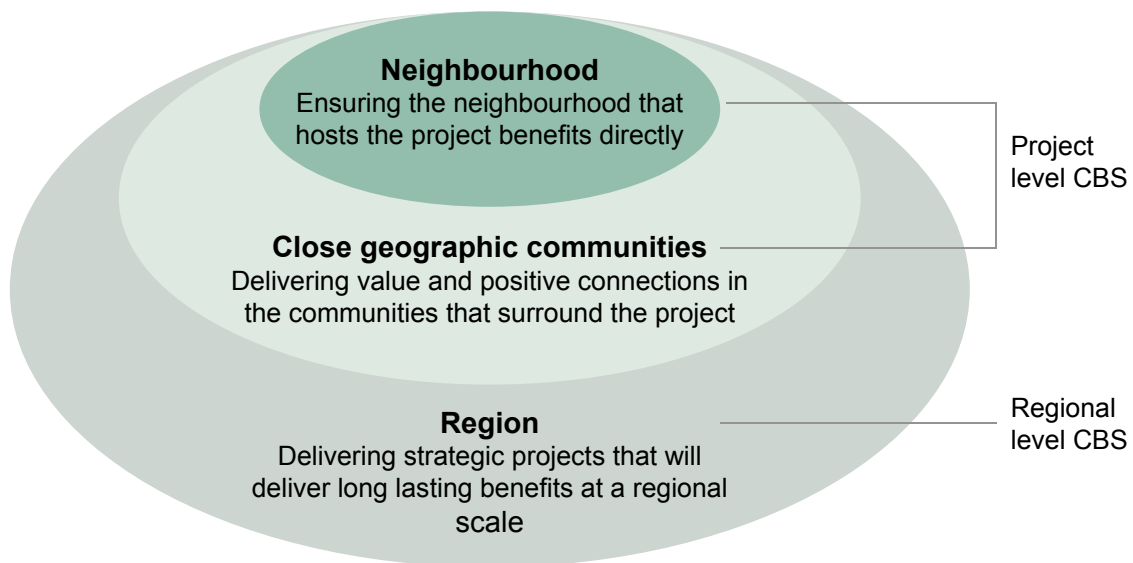 Neighbourhood
Ensuring the neighbourhood that
hosts the project benefits directly
Project
level CBS
Close geographic communities
Delivering value and positive connections in
the communities that surround the project
Region
Delivering strategic projects that will
deliver long lasting benefits at a regional
scale
Regional
level CBS